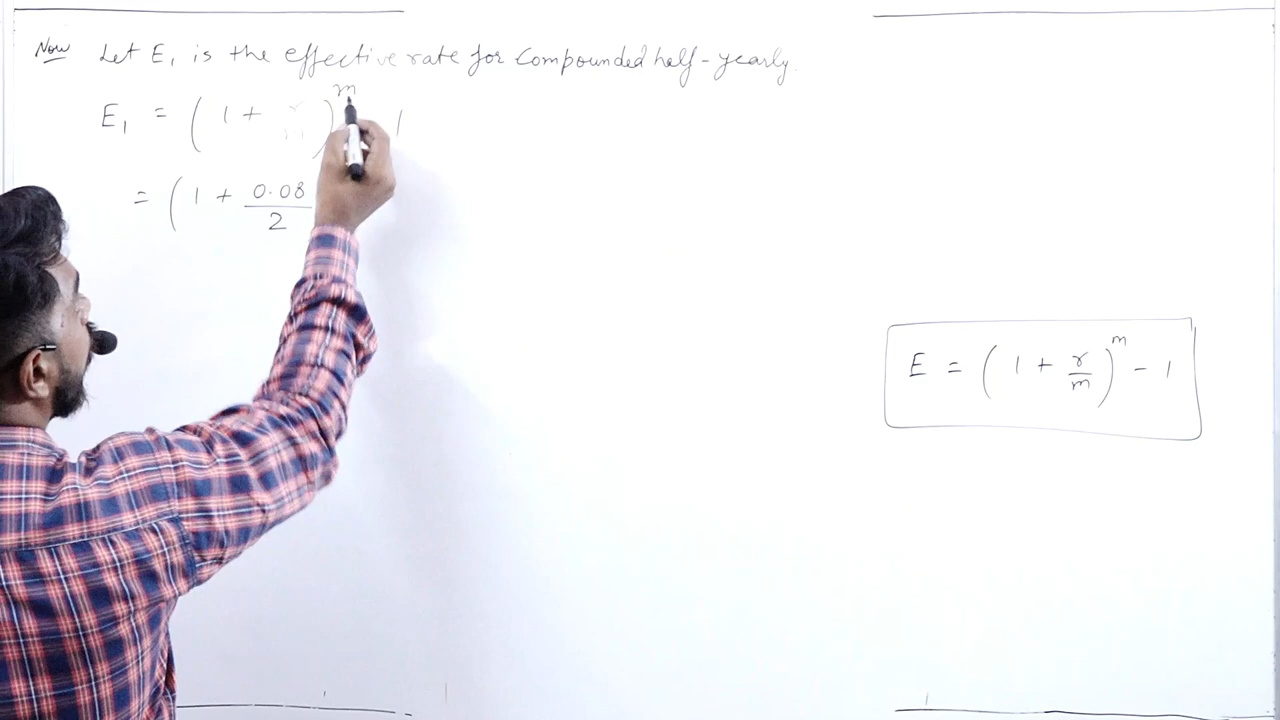 Now Let E₁ is the effective rate for Compounded half-yearly.
E₁ = (1 + r/m)^m - 1
= (1 + 0.08/2
E = (1 + r/m)^m - 1